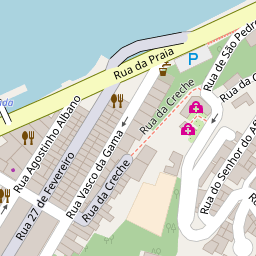 Rua da Praia
P
Rua de São Pedro
Rua da Creche
Rua da C
Rua Agostinho Albano
Rua Vasco da Gama
Rua 27 de Fevereiro
Rua da Creche
Rua do Senhor do Af